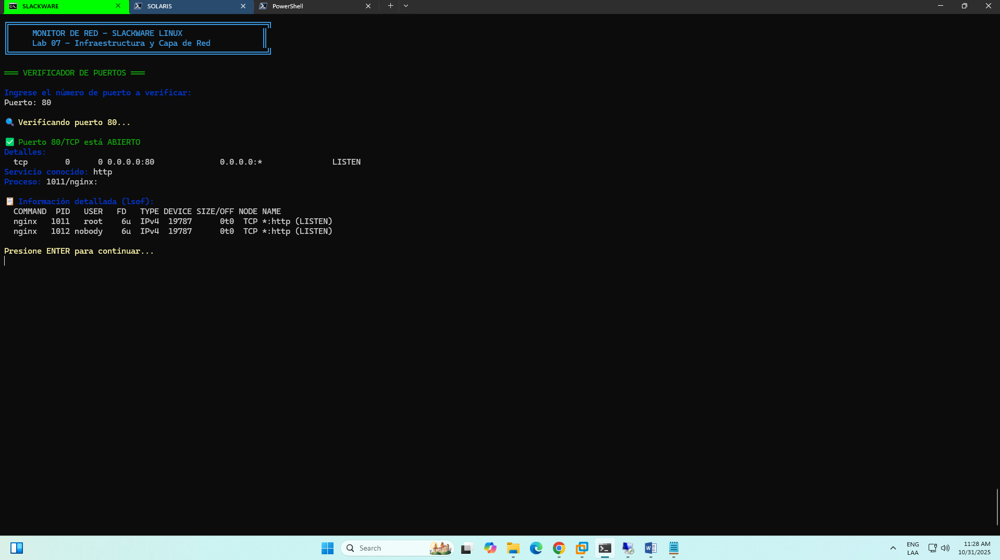 SLACKWARE SOLARIS PowerShell
MONITOR DE RED - SLACKWARE LINUX
Lab 07 - Infraestructura y Capa de Red
=== VERIFICADOR DE PUERTOS ===
Ingrese el número de puerto a verificar:
Puerto: 80
Verificando puerto 80...
Puerto 80/TCP está ABIERTO
Detalles:
tcp 0 0 0.0.0.0:80 0.0.0.0:* LISTEN
Servicio conocido: http
Proceso: 1011/nginx:
Información detallada (lsof):
COMMAND PID USER FD TYPE DEVICE SIZE/OFF NODE NAME
nginx 1011 root 6u IPv4 19787 0t0 TCP *:http (LISTEN)
nginx 1012 nobody 6u IPv4 19787 0t0 TCP *:http (LISTEN)
Presione ENTER para continuar...
Search
ENG
LAA
11:28 AM
10/31/2025